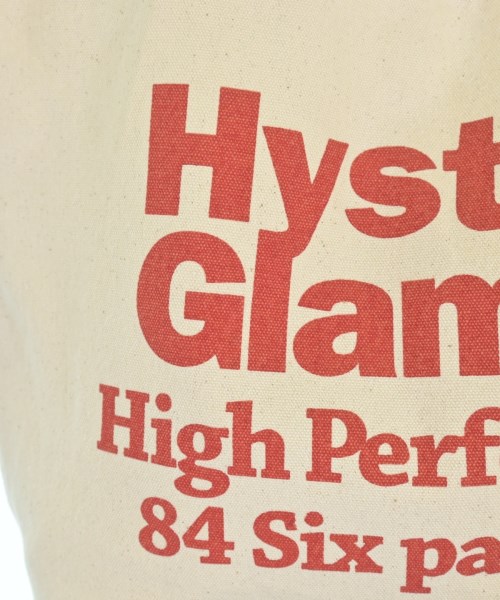 Hyst
Glam
High Perf
84 Six pa